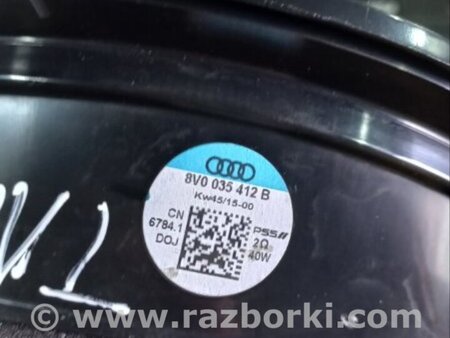 8V0 035 412 B
Kw45/15-00
CN
6784.1
DOJ
PSS
2Ω
40W
www.razborki.com